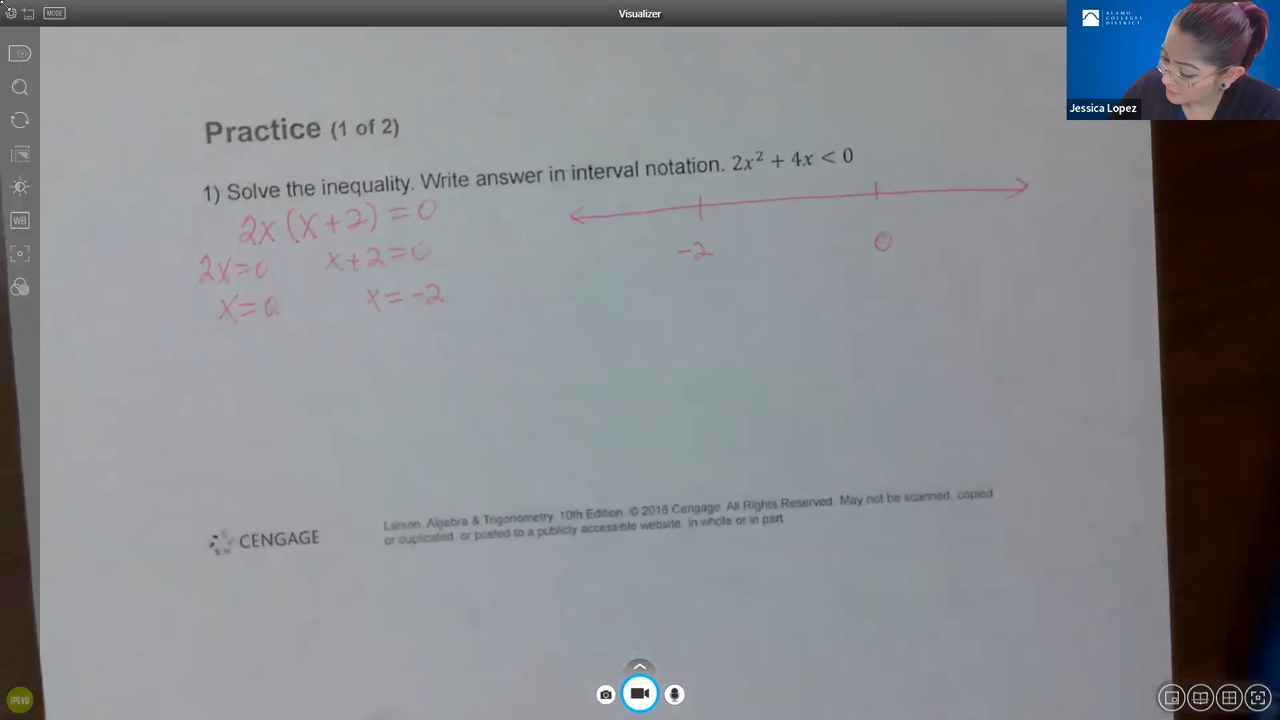 MODE
Visualizer
ALAMO
COLLEGES
DISTRICT
Jessica Lopez
Practice (1 of 2)
1) Solve the inequality. Write answer in interval notation. 2x² + 4x < 0
2x (x+2) = 0
2x=0 x+2=0
x=0 x=-2
-2 0
CENGAGE
Larson, Algebra & Trigonometry, 10th Edition. © 2018 Cengage. All Rights Reserved. May not be scanned, copied
or duplicated, or posted to a publicly accessible website, in whole or in part
WB
IPEVO